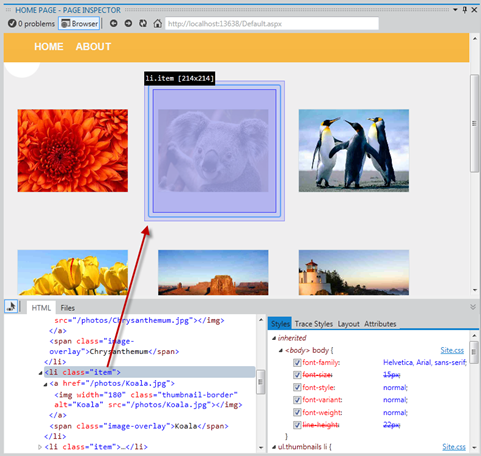 HOME PAGE - PAGE INSPECTOR
0 problems Browser http://localhost:13638/Default.aspx
HOME ABOUT
li.item [214x214]
HTML Files
src="/photos/Chrysanthemum.jpg"></img>
</a>
<span class="image-
overlay">Chrysanthemum</span>
</li>
<li class="item">
<a href="/photos/Koala.jpg">
<img width="180" class="thumbnail-border"
alt="Koala" src="/photos/Koala.jpg"></img>
</a>
<span class="image-overlay">Koala</span>
</li>
<li class="item">...</li>
Styles Trace Styles Layout Attributes
inherited
<body> body { Site.css
font-family: Helvetica, Arial, sans-serif;
font-size: 15px;
font-style: normal;
font-variant: normal;
font-weight: normal;
line-height: 22px;
}
ul.thumbnails li { Site.css